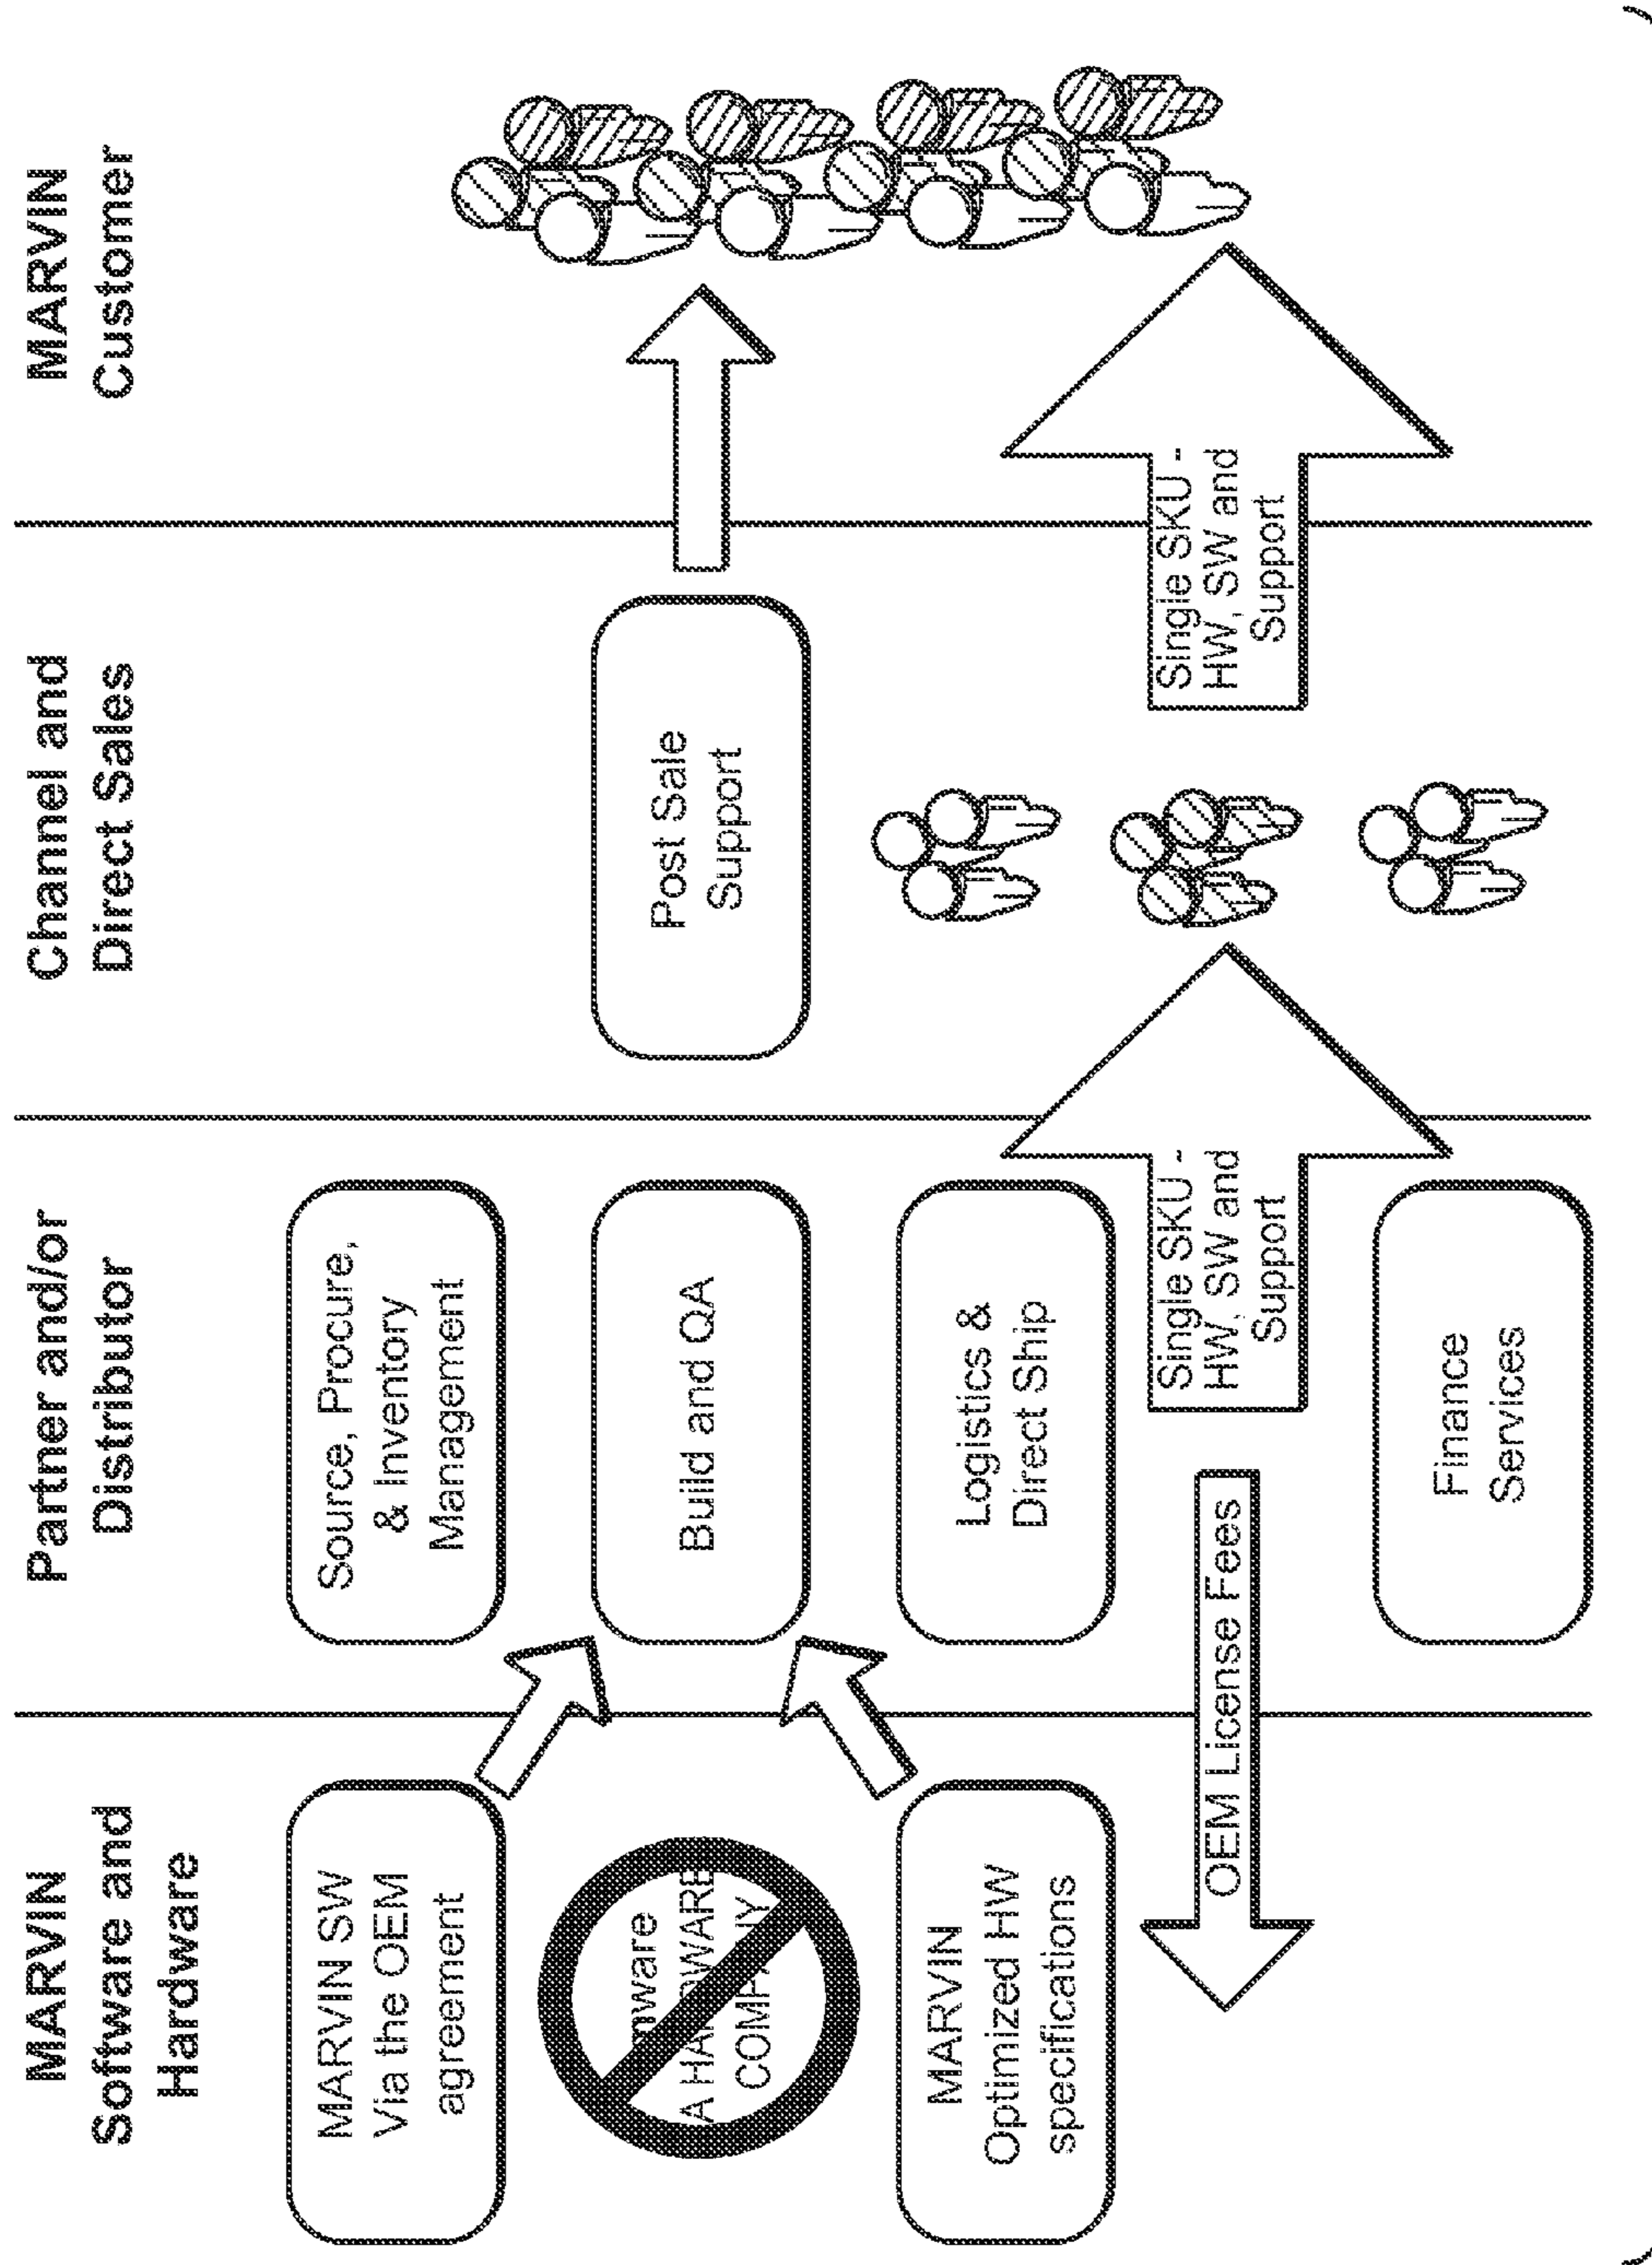 MARVIN
Software and
Hardware
MARVIN SW
Via the OEM
agreement
A HARDWARE
COMPANY
MARVIN
Optimized HW
specifications
OEM License Fees
Partner and/or
Distributor
Source, Procure,
& Inventory
Management
Build and QA
Logistics &
Direct Ship
Single SKU -
HW, SW and
Support
Finance
Services
Channel and
Direct Sales
Post Sale
Support
Single SKU -
HW, SW and
Support
MARVIN
Customer